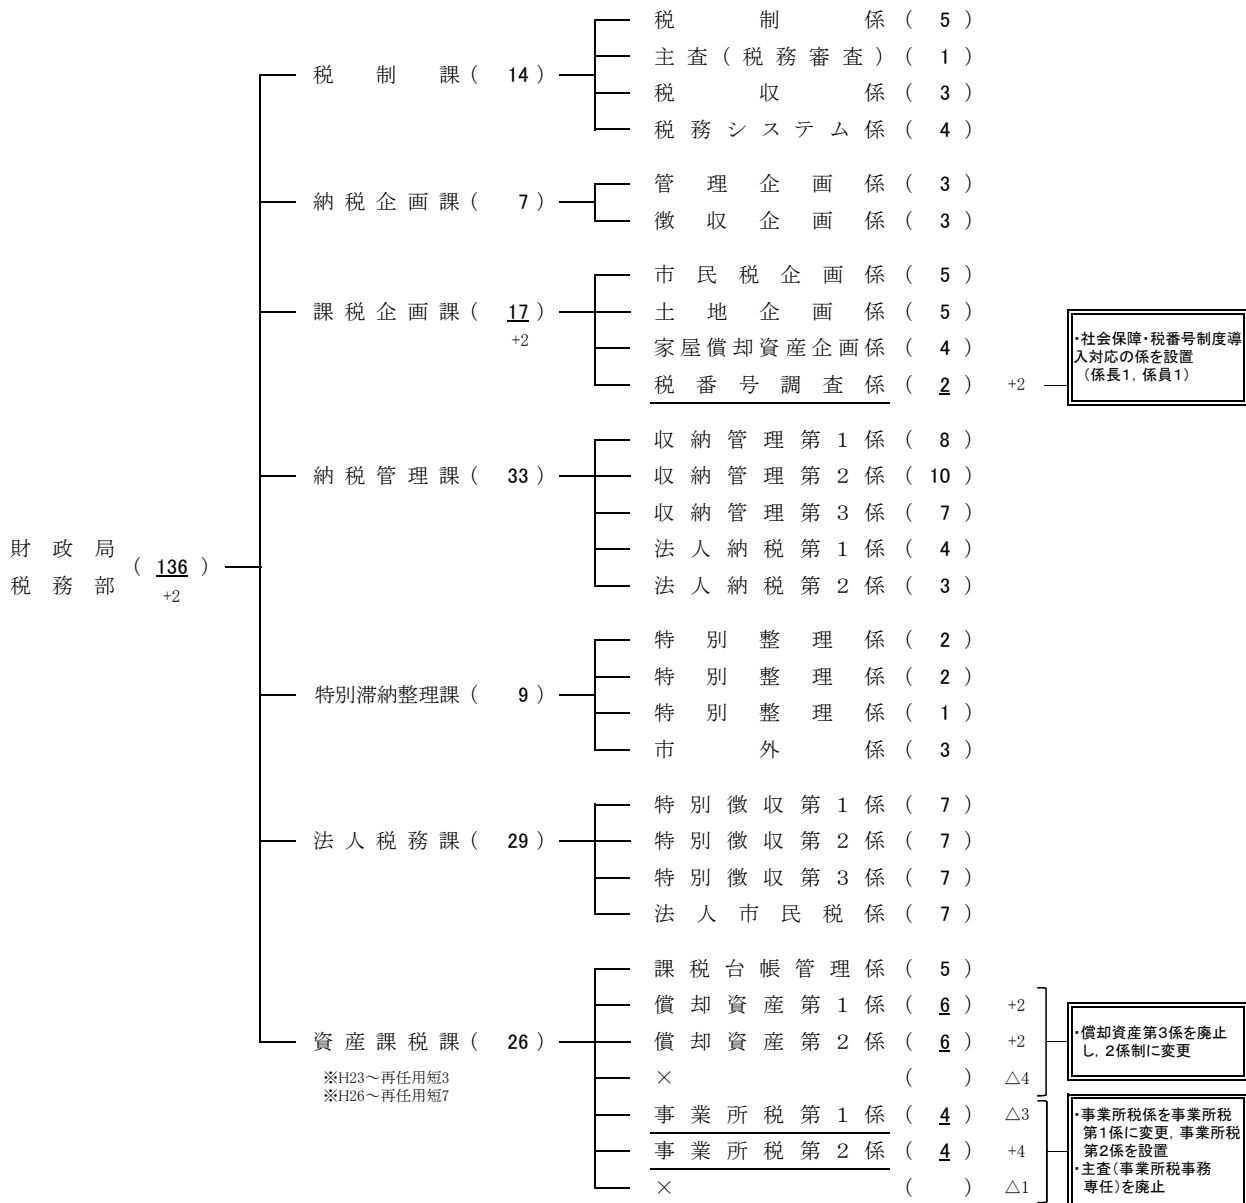 財政局
税務部 ( 136 )
+2
税制課 ( 14 )
税制係 ( 5 )
主査(税務審査) ( 1 )
税収係 ( 3 )
税務システム係 ( 4 )
納税企画課 ( 7 )
管理企画係 ( 3 )
徴収企画係 ( 3 )
課税企画課 ( 17 )
+2
市民税企画係 ( 5 )
土地企画係 ( 5 )
家屋償却資産企画係 ( 4 )
税番号調査係 ( 2 ) +2
・社会保障・税番号制度導
入対応の係を設置
(係長1,係員1)
納税管理課 ( 33 )
収納管理第1係 ( 8 )
収納管理第2係 ( 10 )
収納管理第3係 ( 7 )
法人納税第1係 ( 4 )
法人納税第2係 ( 3 )
特別滞納整理課 ( 9 )
特別整理係 ( 2 )
特別整理係 ( 2 )
特別整理係 ( 1 )
市外係 ( 3 )
法人税務課 ( 29 )
特別徴収第1係 ( 7 )
特別徴収第2係 ( 7 )
特別徴収第3係 ( 7 )
法人市民税係 ( 7 )
資産課税課 ( 26 )
※H23～再任用短3
※H26～再任用短7
課税台帳管理係 ( 5 )
償却資産第1係 ( 6 ) +2
償却資産第2係 ( 6 ) +2
× ( ) △4
・償却資産第3係を廃止
し,2係制に変更
事業所税第1係 ( 4 ) △3
事業所税第2係 ( 4 ) +4
× ( ) △1
・事業所税係を事業所税
第1係に変更,事業所税
第2係を設置
・主査(事業所税事務
専任)を廃止